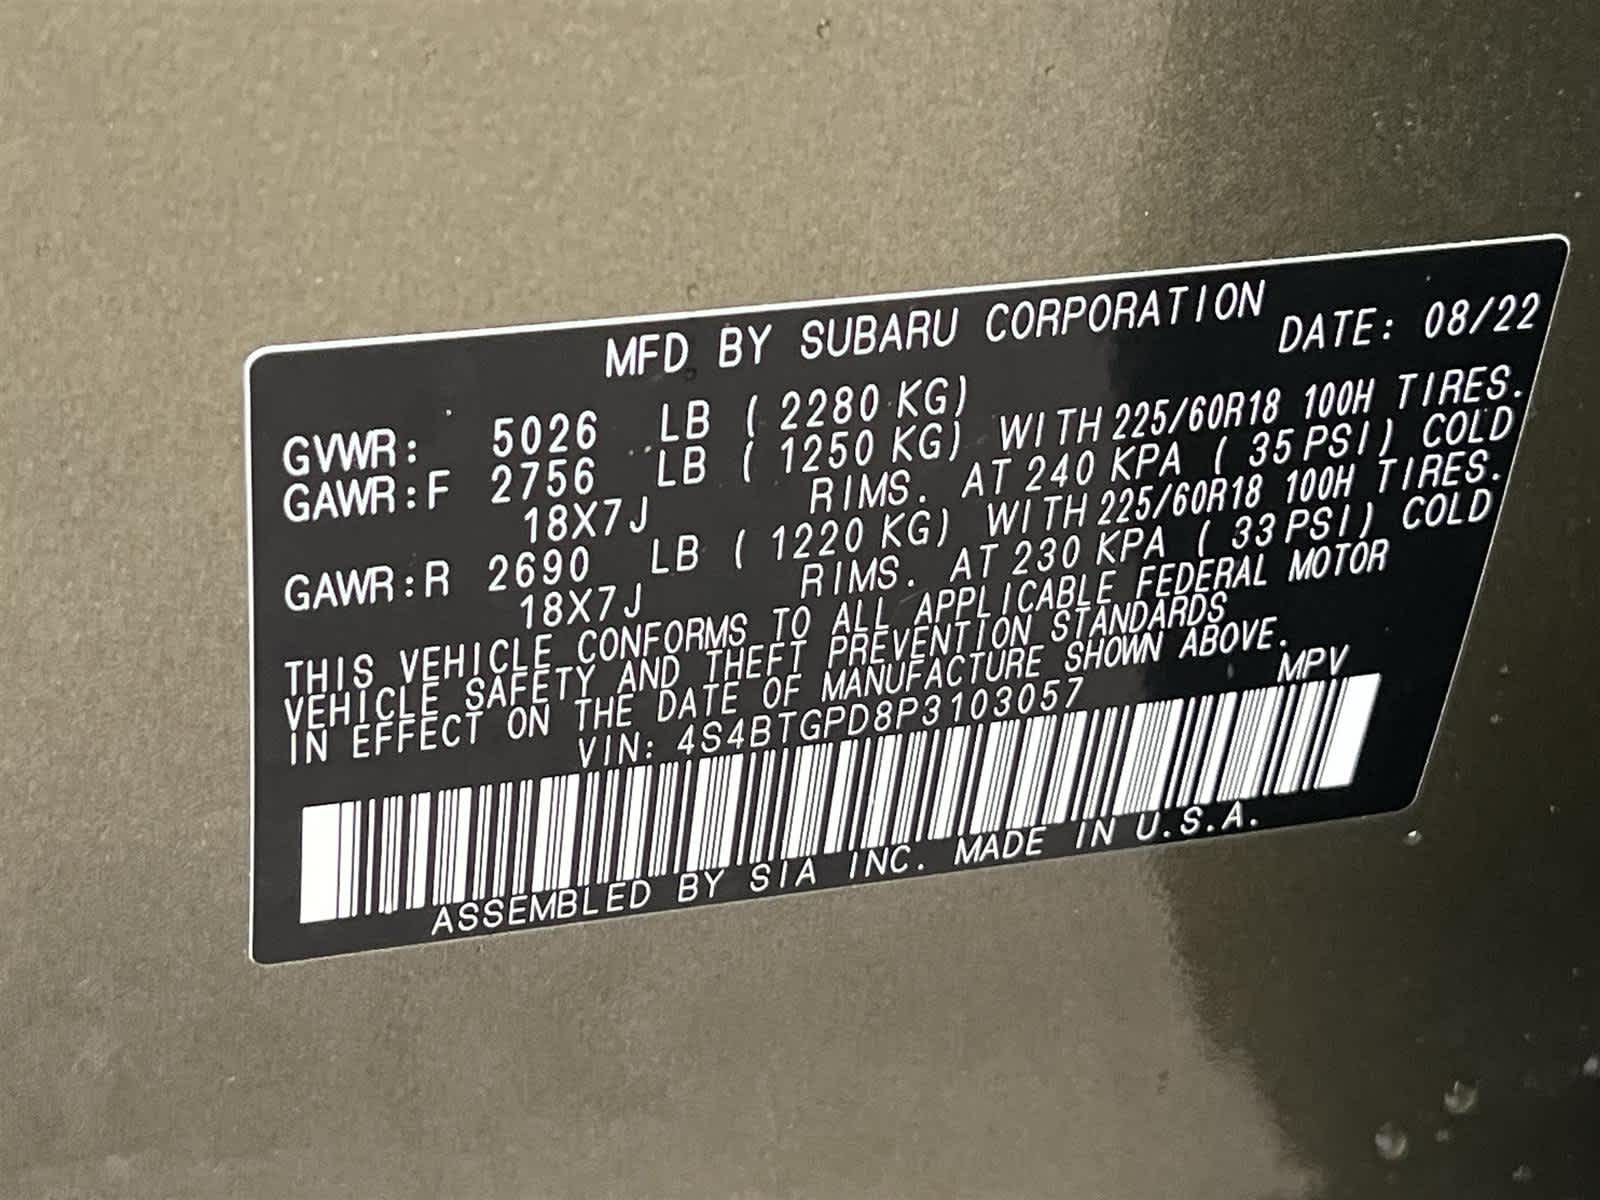 MFD BY SUBARU CORPORATION DATE: 08/22
GVWR: 5026 LB ( 2280 KG)
GAWR:F 2756 LB ( 1250 KG) WITH 225/60R18 100H TIRES.
18X7J RIMS. AT 240 KPA ( 35 PSI) COLD
GAWR:R 2690 LB ( 1220 KG) WITH 225/60R18 100H TIRES.
18X7J RIMS. AT 230 KPA ( 33 PSI) COLD
THIS VEHICLE CONFORMS TO ALL APPLICABLE FEDERAL MOTOR
VEHICLE SAFETY AND THEFT PREVENTION STANDARDS
IN EFFECT ON THE DATE OF MANUFACTURE SHOWN ABOVE.
VIN: 4S4BTGPD8P3103057 MPV
ASSEMBLED BY SIA INC. MADE IN U.S.A.